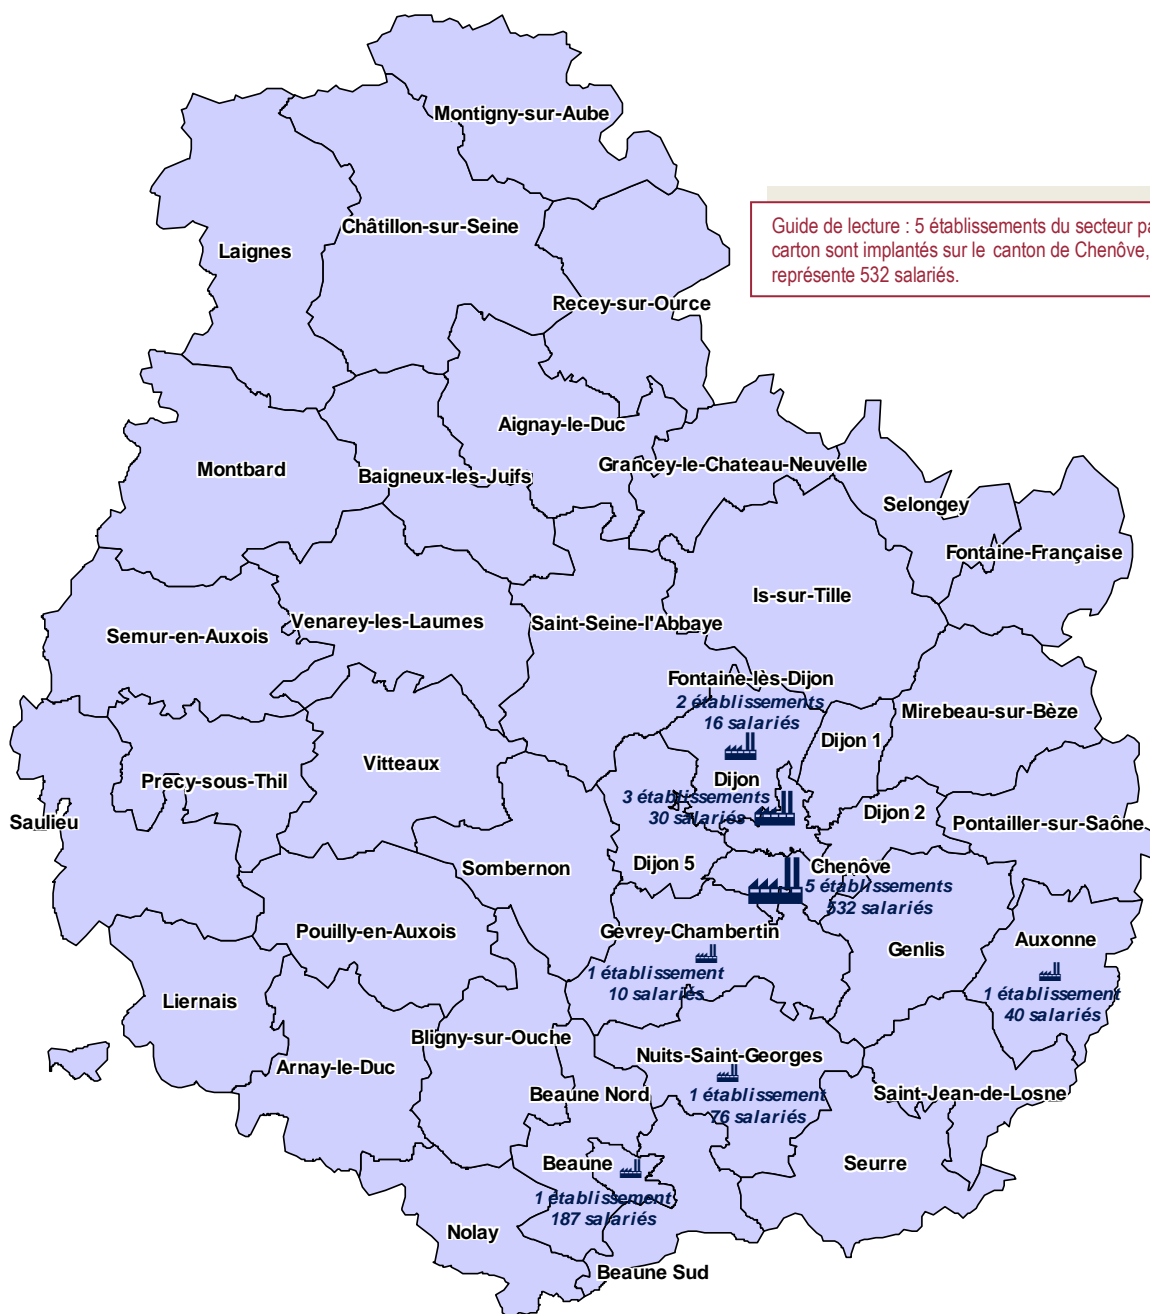 Montigny-sur-Aube
Guide de lecture : 5 établissements du secteur
carton sont implantés sur le canton de Chenôve,
représente 532 salariés.
Châtillon-sur-Seine
Laignes
Recey-sur-Ource
Aignay-le-Duc
Grancey-le-Chateau-Neuvelle
Montbard
Baigneux-les-Juifs
Selongey
Fontaine-Française
Is-sur-Tille
Venarey-les-Laumes
Saint-Seine-l'Abbaye
Semur-en-Auxois
Fontaine-lès-Dijon
2 établissements
16 salariés
Mirebeau-sur-Bèze
Dijon 1
Vitteaux
Précy-sous-Thil
Dijon
3 établissements
30 salariés
Saulieu
Dijon 2
Pontailler-sur-Saône
Sombernon
Dijon 5
Chenôve
5 établissements
532 salariés
Pouilly-en-Auxois
Gevrey-Chambertin
1 établissement
10 salariés
Genlis
Auxonne
1 établissement
40 salariés
Liernais
Bligny-sur-Ouche
Arnay-le-Duc
Nuits-Saint-Georges
1 établissement
76 salariés
Beaune Nord
Saint-Jean-de-Losne
Beaune
1 établissement
187 salariés
Seurre
Nolay
Beaune Sud